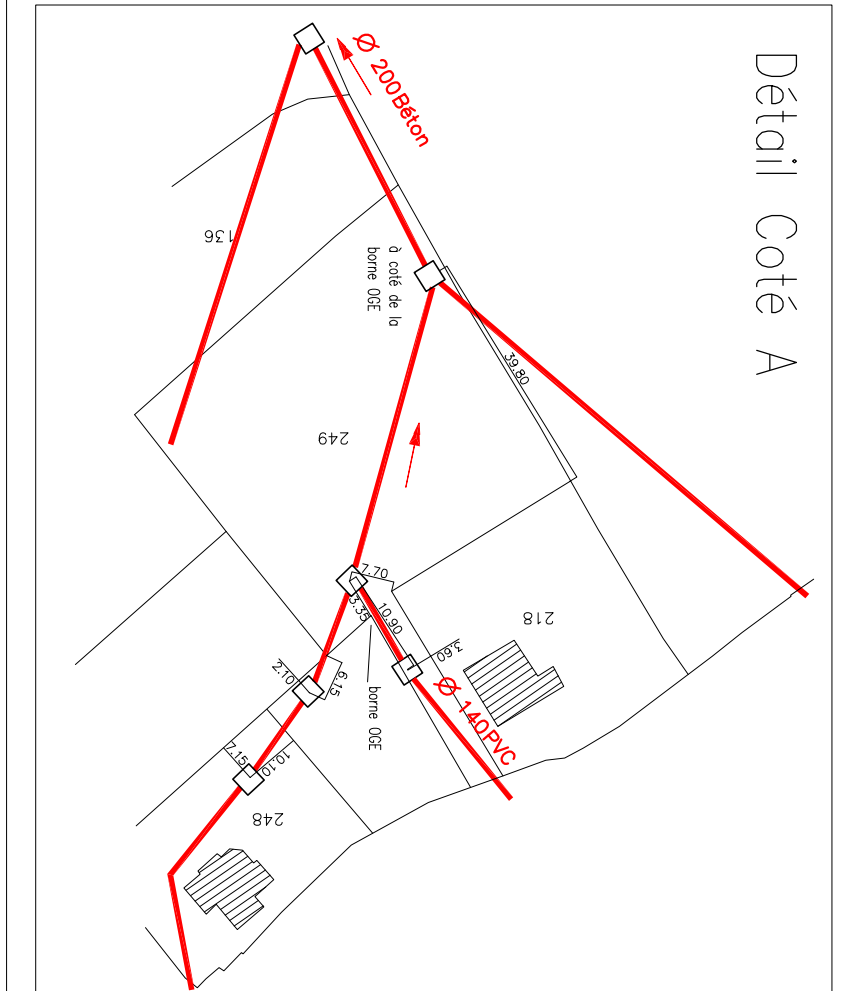 Détail Coté A
Ø 200Béton
136
à coté de la
borne OGE
39.80
249
7.70
3.35
10.90
3.60
218
borne OGE
Ø 140PVC
2.10
6.15
7.15
10.10
248